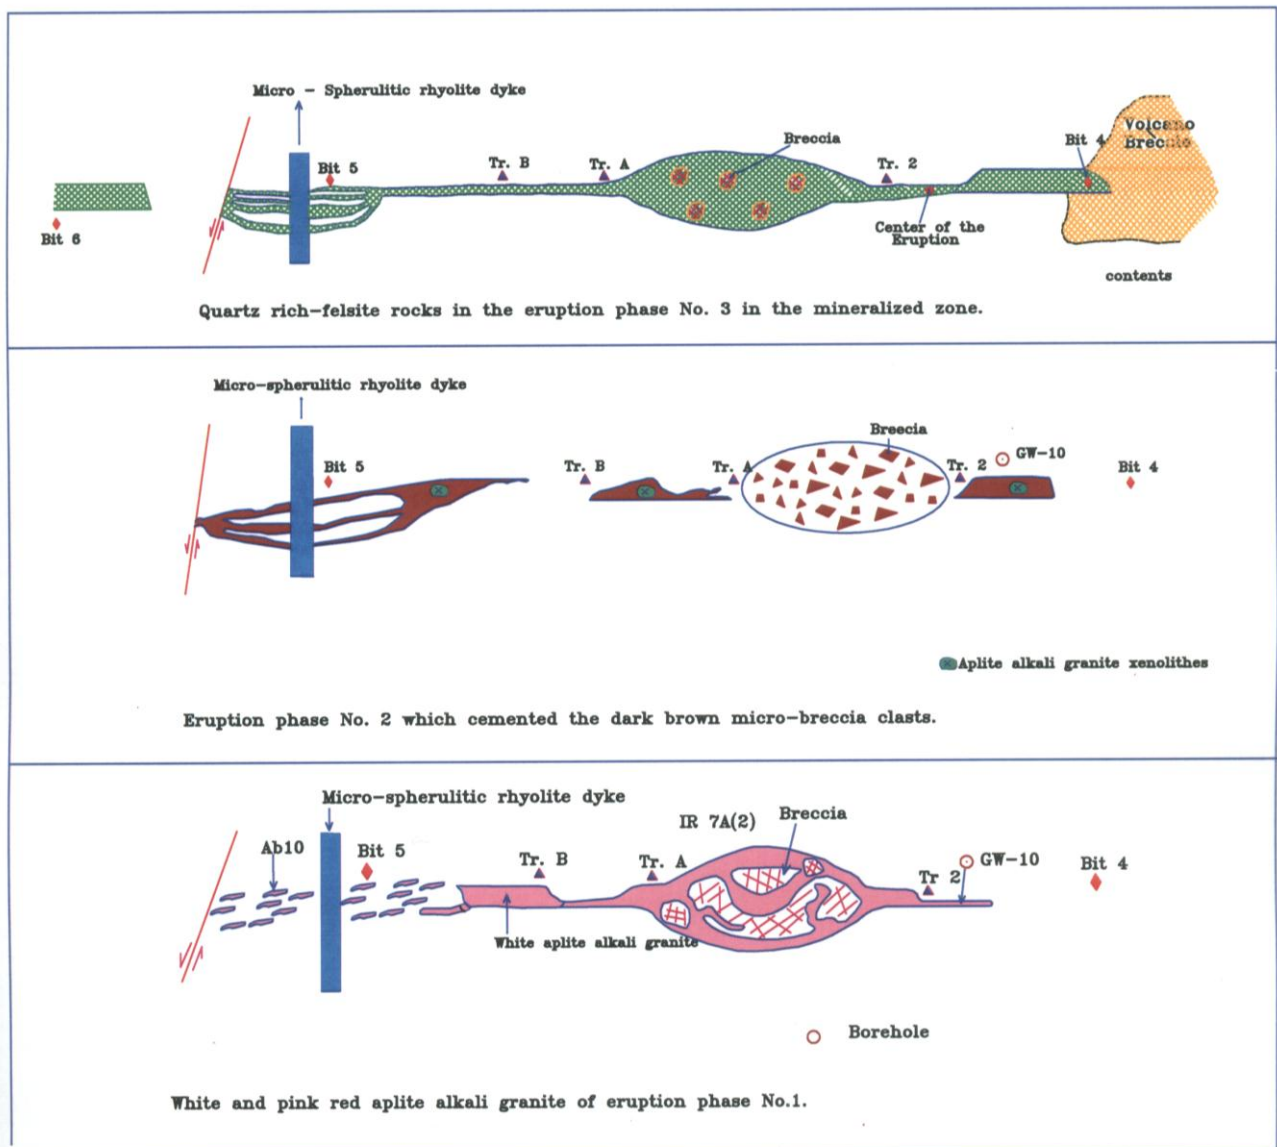 Micro - Spherulitic rhyolite dyke
Volcano
Breccia
Breccia
Bit 4
Bit 5
Tr. B
Tr. A
Tr. 2
Bit 6
Center of the
Eruption
contents
Quartz rich-felsite rocks in the eruption phase No. 3 in the mineralized zone.
Micro-spherulitic rhyolite dyke
Breecia
GW-10
Bit 5
Tr. B
Tr. A
Tr. 2
Bit 4
Aplite alkali granite xenolithes
Eruption phase No. 2 which cemented the dark brown micro-breccia clasts.
Micro-spherulitic rhyolite dyke
IR 7A(2)
Breccia
Ab10
Bit 5
Tr. B
Tr. A
GW-10
Bit 4
Tr 2
White aplite alkali granite
Borehole
White and pink red aplite alkali granite of eruption phase No.1.